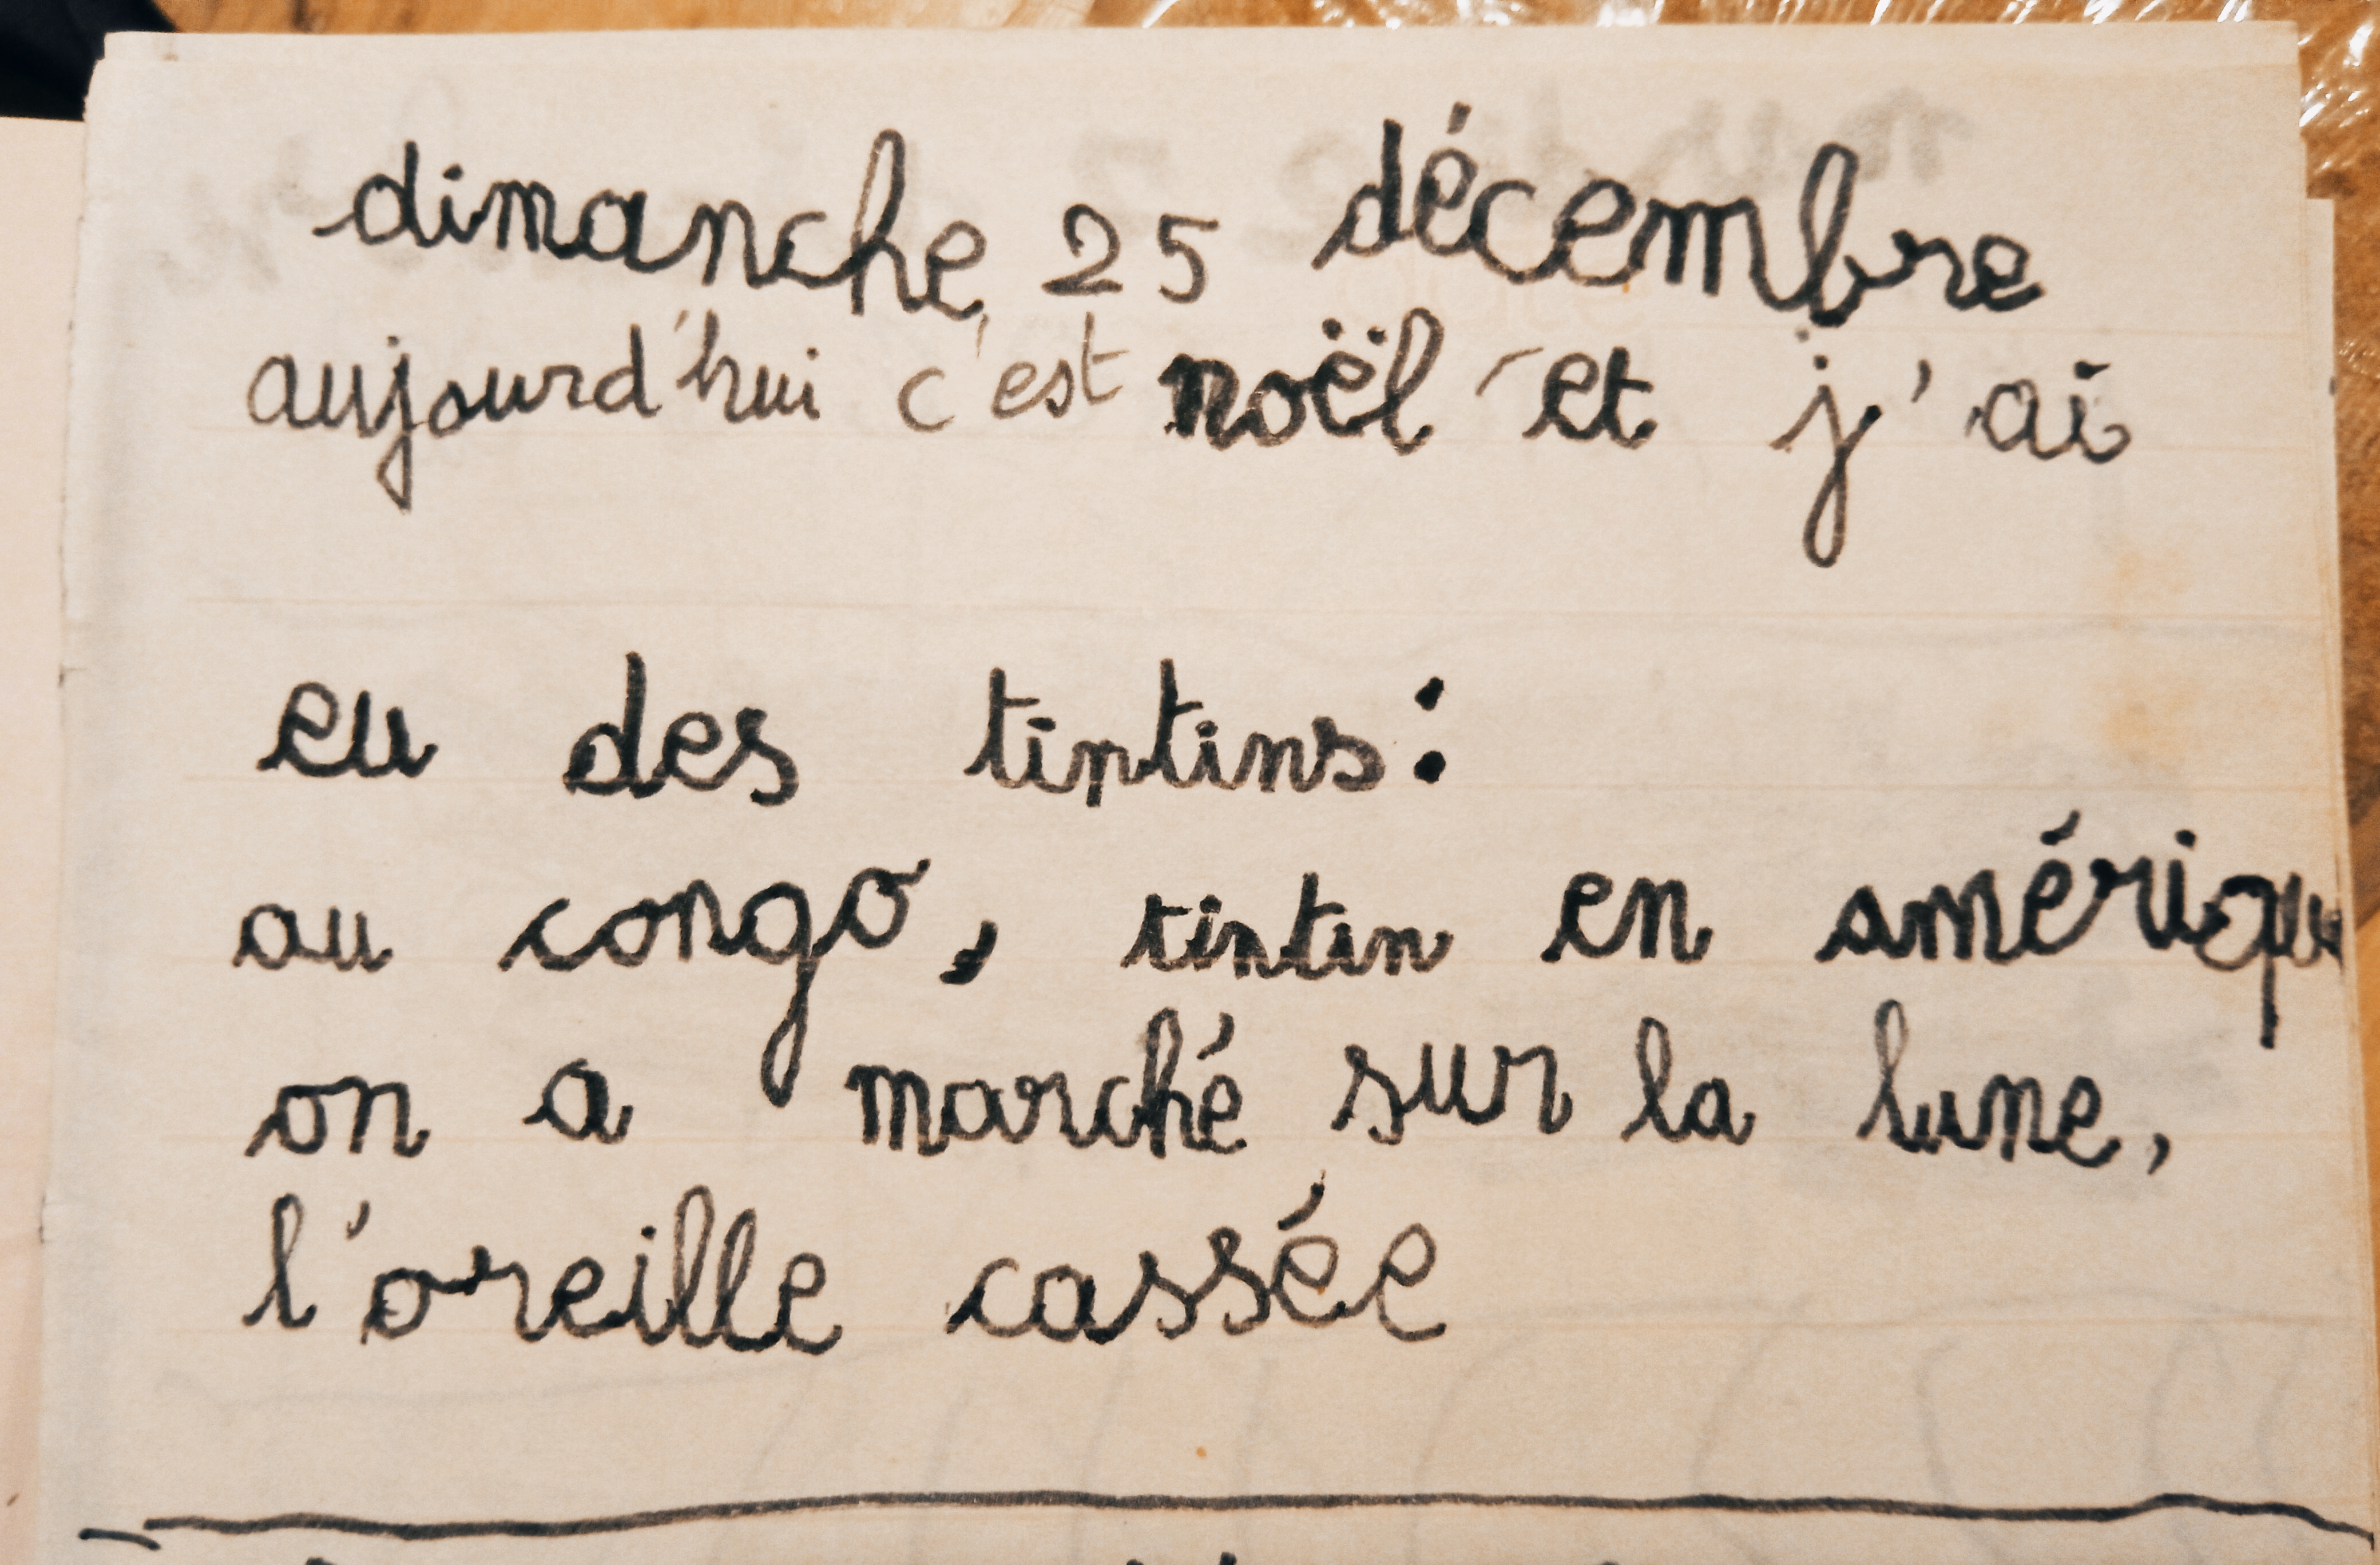 dimanche 25 décembre
aujourd'hui c'est noël et j'ai
eu des tintins:
au congo, tintin en amérique
on a marché sur la lune,
l'oreille cassée